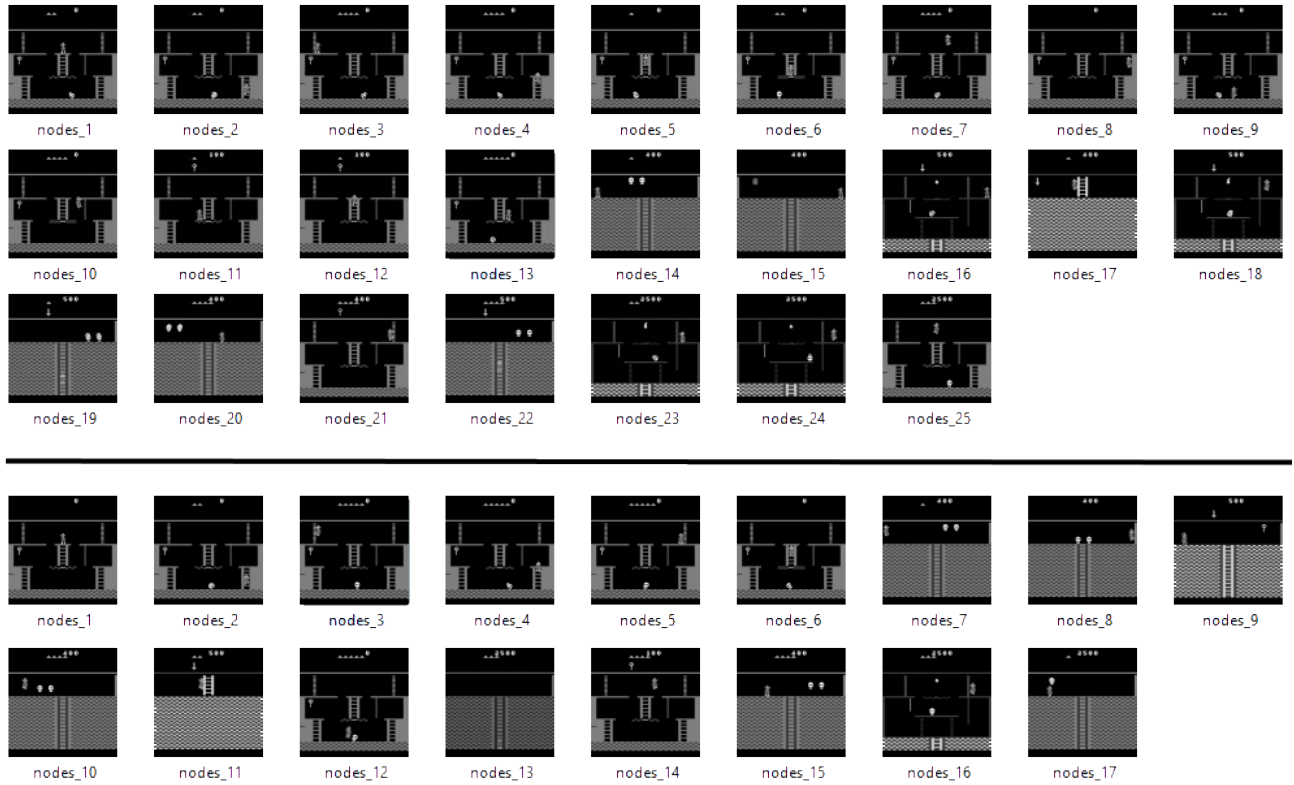 nodes_1 nodes_2 nodes_3 nodes_4 nodes_5 nodes_6 nodes_7 nodes_8 nodes_9
nodes_10 nodes_11 nodes_12 nodes_13 nodes_14 nodes_15 nodes_16 nodes_17 nodes_18
nodes_19 nodes_20 nodes_21 nodes_22 nodes_23 nodes_24 nodes_25
nodes_1 nodes_2 nodes_3 nodes_4 nodes_5 nodes_6 nodes_7 nodes_8 nodes_9
nodes_10 nodes_11 nodes_12 nodes_13 nodes_14 nodes_15 nodes_16 nodes_17